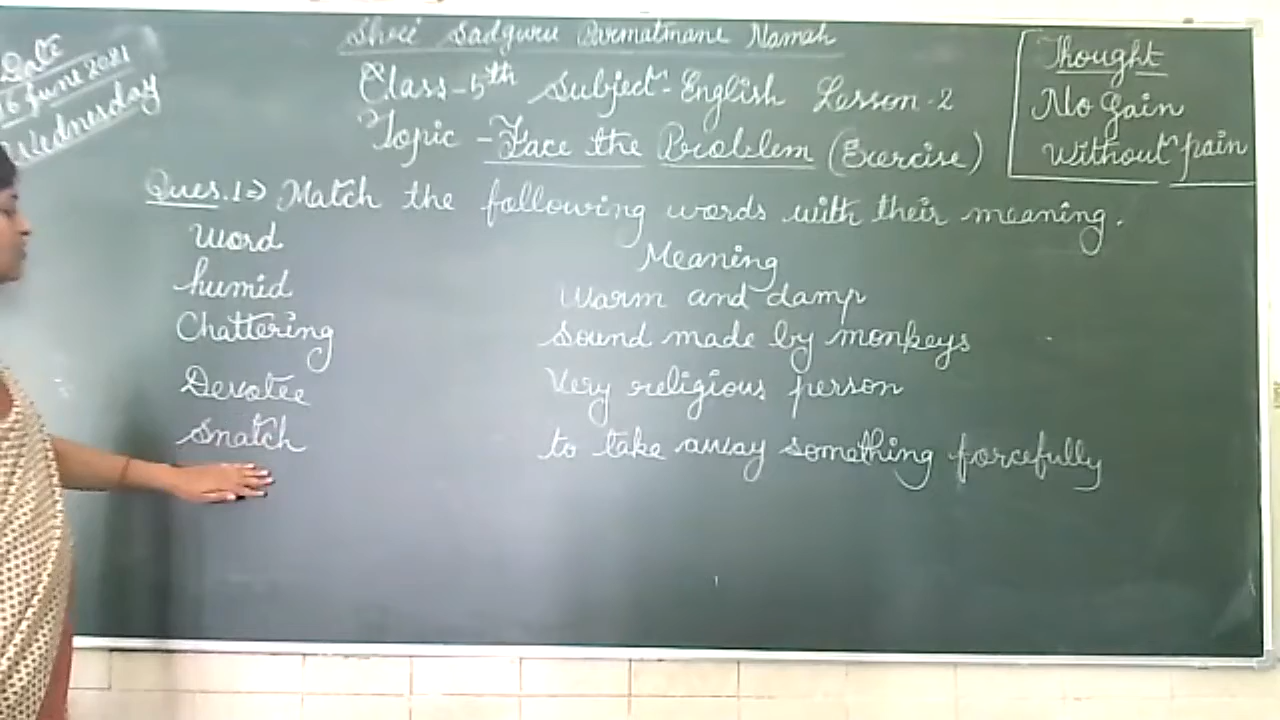 Shree Sadguru Parmatmane Namah
Date
16 June 2021
Wednesday
Class-5th Subject-English Lesson-2
Topic - Face the Problem (Exercise)
Thought
No Gain
Without pain
Ques.1⇒ Match the following words with their meaning.
Word
Meaning
humid
Warm and damp
Chattering
Sound made by monkeys
Devotee
Very religious person
Snatch
to take away something forcefully